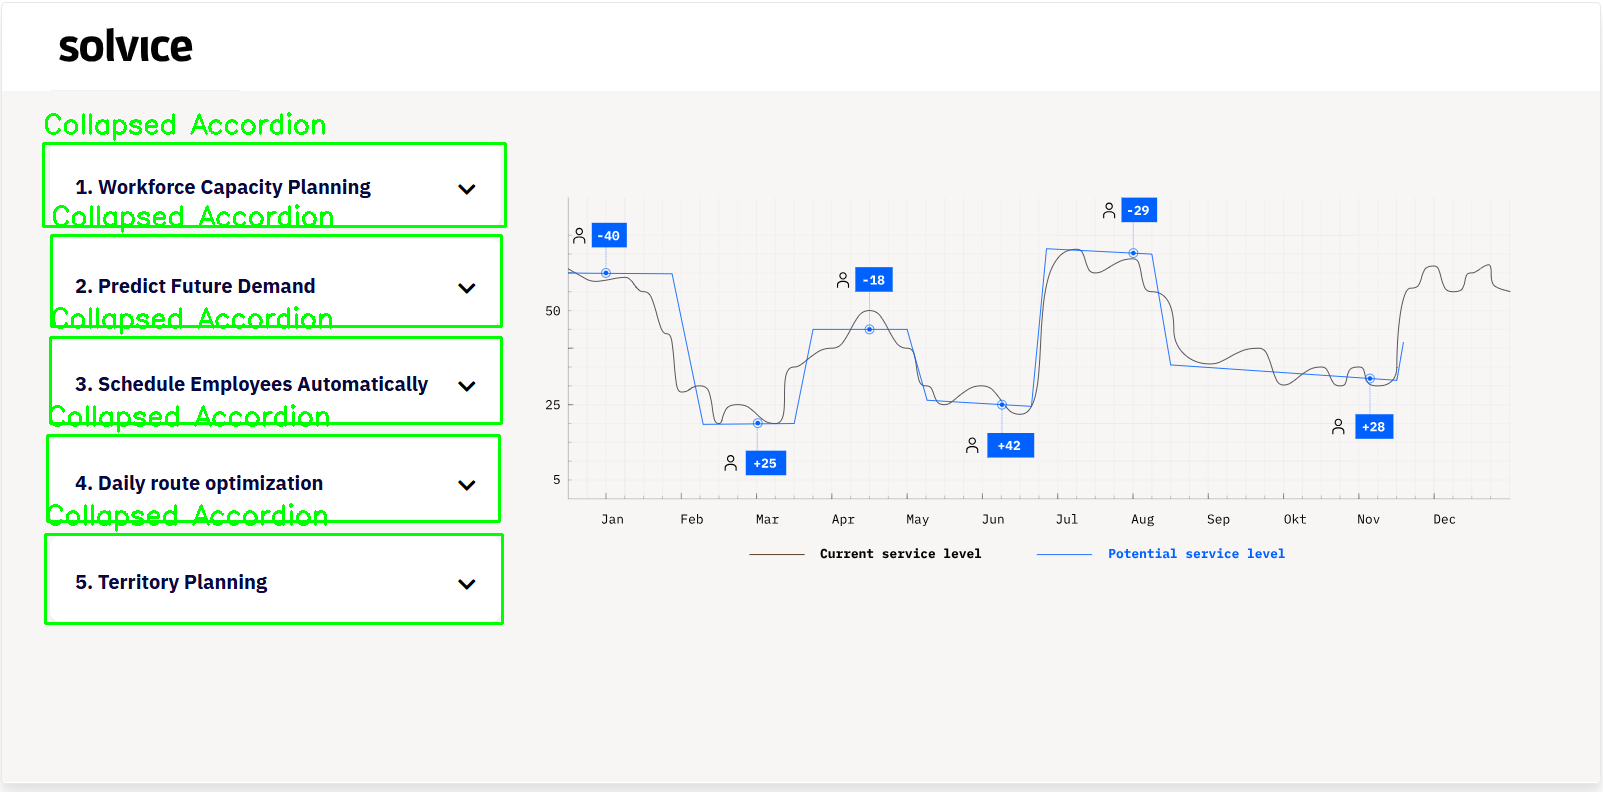 solvice
Collapsed Accordion
1. Workforce Capacity Planning
Collapsed Accordion
2. Predict Future Demand
Collapsed Accordion
3. Schedule Employees Automatically
Collapsed Accordion
4. Daily route optimization
Collapsed Accordion
5. Territory Planning
-40
-18
-29
+25
+42
+28
50
25
5
Jan Feb Mar Apr May Jun Jul Aug Sep Okt Nov Dec
Current service level Potential service level